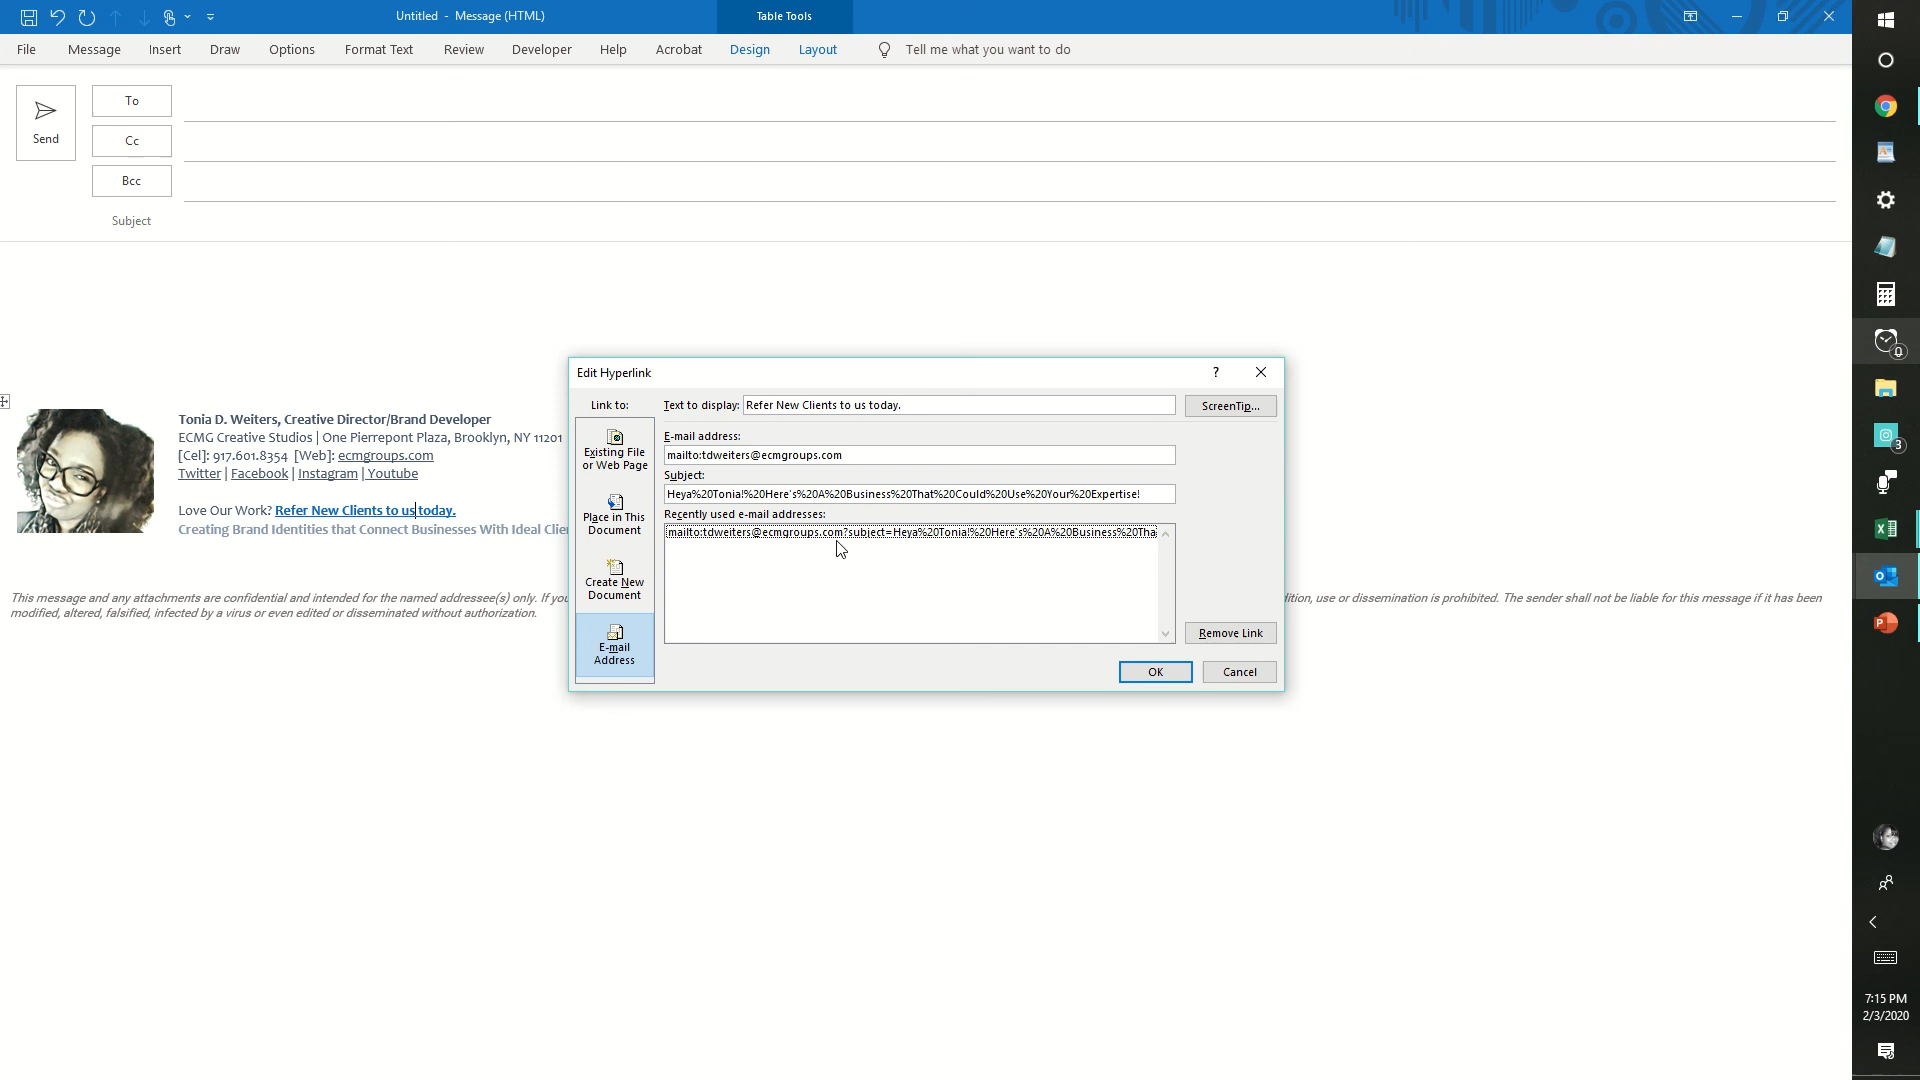 Untitled - Message (HTML)
Table Tools
File
Message
Insert
Draw
Options
Format Text
Review
Developer
Help
Acrobat
Design
Layout
Tell me what you want to do
Send
To
Cc
Bcc
Subject
Tonia D. Weiters, Creative Director/Brand Developer
ECMG Creative Studios | One Pierrepont Plaza, Brooklyn, NY 11201
[Cel]: 917.601.8354 [Web]: ecmgroups.com
Twitter | Facebook | Instagram | Youtube
Love Our Work? Refer New Clients to us today.
Creating Brand Identities that Connect Businesses With Ideal
This message and any attachments are confidential and intended for the named addressee(s) only. If
use or dissemination is prohibited. The sender shall not be liable for this message if it has been
modified, altered, falsified, infected by a virus or even edited or disseminated without authorization.
Edit Hyperlink
?
Link to:
Text to display: Refer New Clients to us today.
ScreenTip...
Existing File
or Web Page
Place in This
Document
Create New
Document
E-mail
Address
E-mail address:
mailto:tdweiters@ecmgroups.com
Subject:
Heya%20Tonia!%20Here's%20A%20Business%20That%20Could%20Use%20Your%20Expertise!
Recently used e-mail addresses:
mailto:tdweiters@ecmgroups.com?subject=Heya%20Tonia!%20Here's%20A%20Business%20Tha
Remove Link
OK
Cancel
3
7:15 PM
2/3/2020